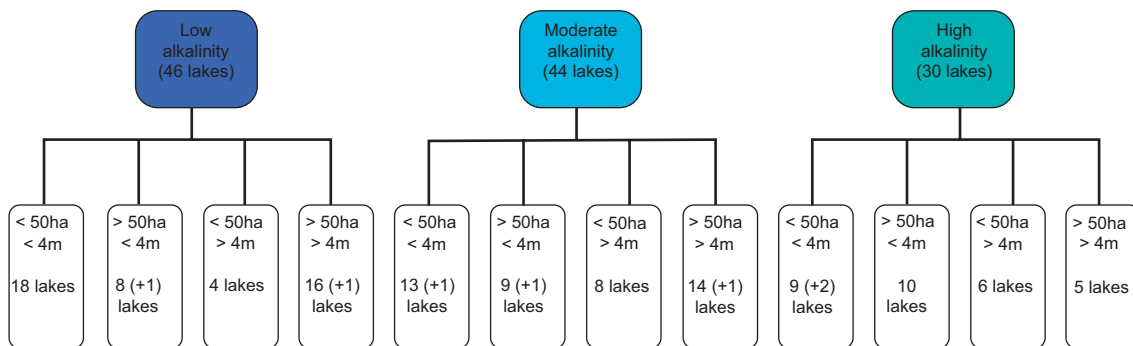 Low
alkalinity
(46 lakes)
Moderate
alkalinity
(44 lakes)
High
alkalinity
(30 lakes)
< 50ha
< 4m
18 lakes
> 50ha
< 4m
8 (+1)
lakes
< 50ha
> 4m
4 lakes
> 50ha
> 4m
16 (+1)
lakes
< 50ha
< 4m
13 (+1)
lakes
> 50ha
< 4m
9 (+1)
lakes
< 50ha
> 4m
8 lakes
> 50ha
> 4m
14 (+1)
lakes
< 50ha
< 4m
9 (+2)
lakes
> 50ha
< 4m
10
lakes
< 50ha
> 4m
6 lakes
> 50ha
> 4m
5 lakes